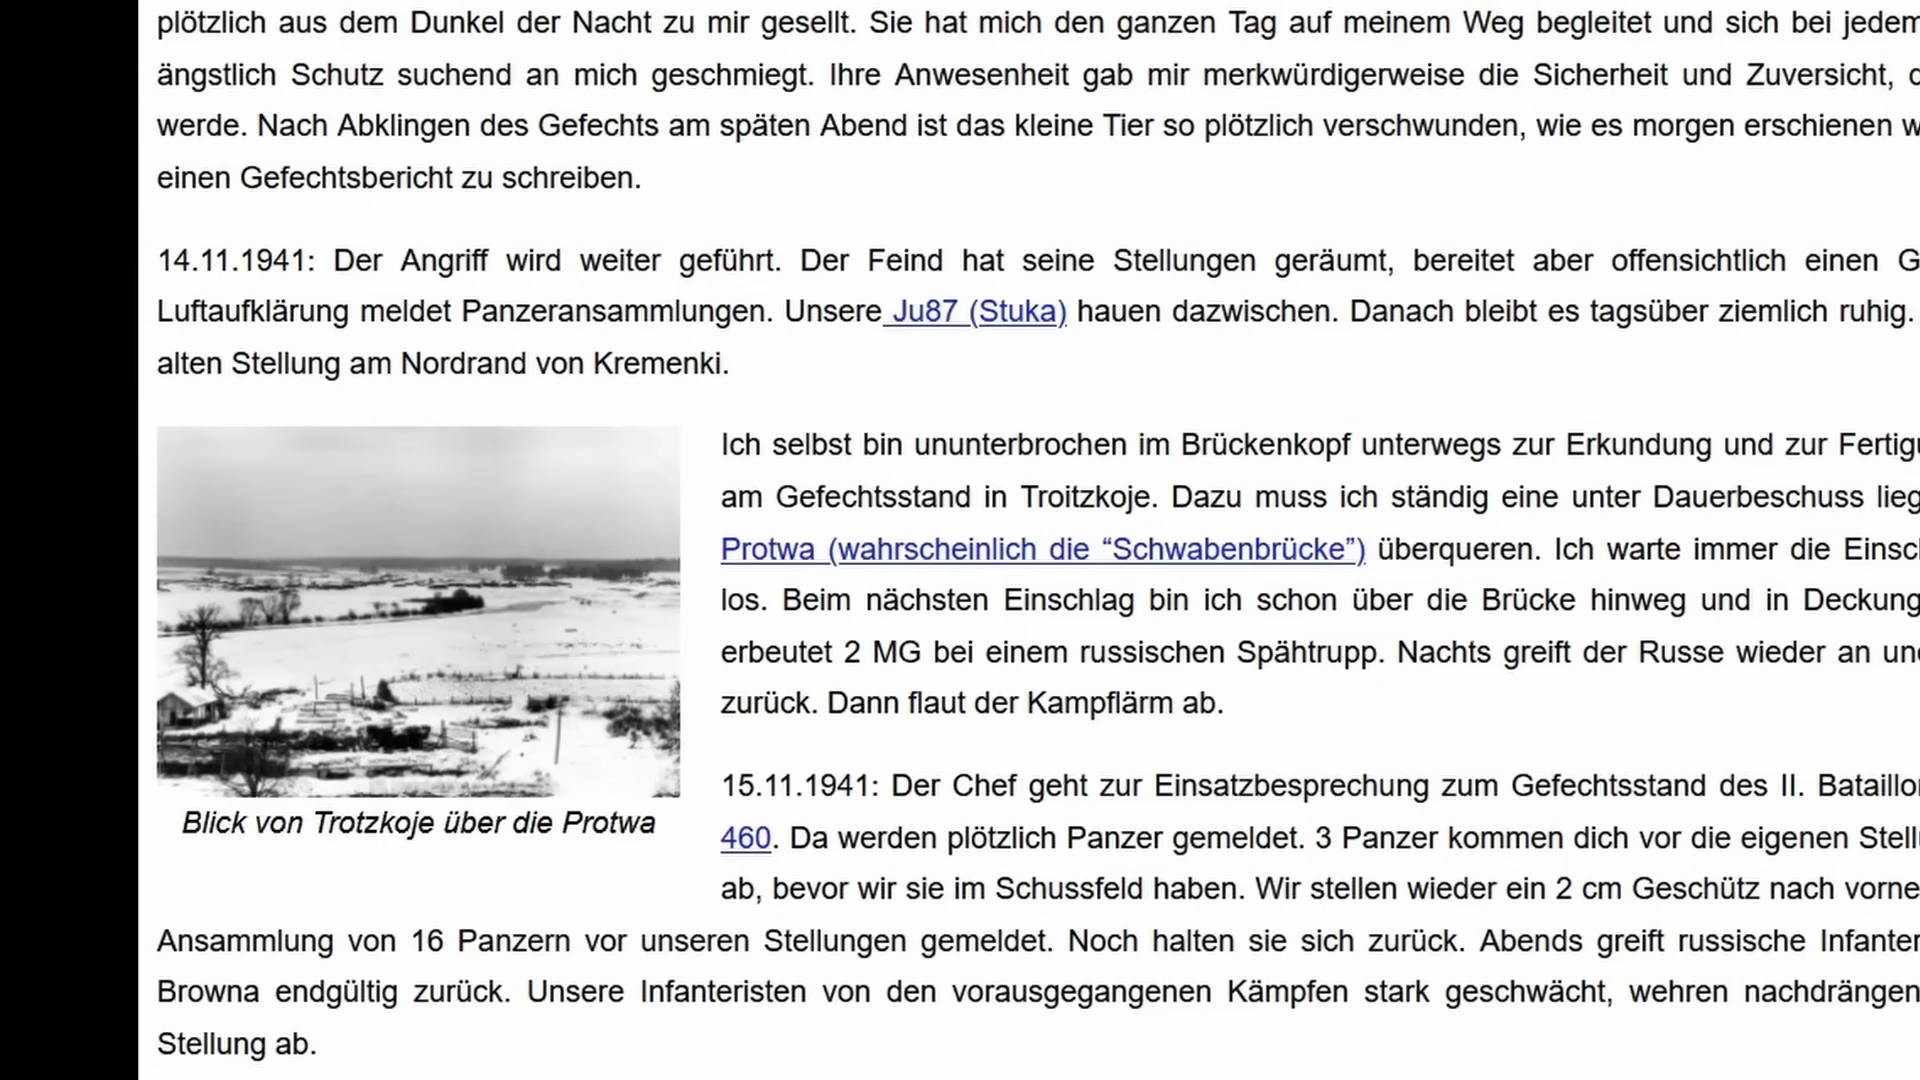 plötzlich aus dem Dunkel der Nacht zu mir gesellt. Sie hat mich den ganzen Tag auf meinem Weg begleitet und sich bei jedem
ängstlich Schutz suchend an mich geschmiegt. Ihre Anwesenheit gab mir merkwürdigerweise die Sicherheit und Zuversicht,
werde. Nach Abklingen des Gefechts am späten Abend ist das kleine Tier so plötzlich verschwunden, wie es morgen erschienen
einen Gefechtsbericht zu schreiben.
14.11.1941: Der Angriff wird weiter geführt. Der Feind hat seine Stellungen geräumt, bereitet aber offensichtlich einen G
Luftaufklärung meldet Panzeransammlungen. Unsere Ju87 (Stuka) hauen dazwischen. Danach bleibt es tagsüber ziemlich ruhig.
alten Stellung am Nordrand von Kremenki.
Ich selbst bin ununterbrochen im Brückenkopf unterwegs zur Erkundung und zur Fertigu
am Gefechtsstand in Troitzkoje. Dazu muss ich ständig eine unter Dauerbeschuss lieg
Protwa (wahrscheinlich die “Schwabenbrücke”) überqueren. Ich warte immer die Einsc
los. Beim nächsten Einschlag bin ich schon über die Brücke hinweg und in Deckung
erbeutet 2 MG bei einem russischen Spähtrupp. Nachts greift der Russe wieder an und
zurück. Dann flaut der Kampflärm ab.
Blick von Trotzkoje über die Protwa
15.11.1941: Der Chef geht zur Einsatzbesprechung zum Gefechtsstand des II. Bataillon
460. Da werden plötzlich Panzer gemeldet. 3 Panzer kommen dich vor die eigenen Stell
ab, bevor wir sie im Schussfeld haben. Wir stellen wieder ein 2 cm Geschütz nach vorne
Ansammlung von 16 Panzern vor unseren Stellungen gemeldet. Noch halten sie sich zurück. Abends greift russische Infanter
Browna endgültig zurück. Unsere Infanteristen von den vorausgegangenen Kämpfen stark geschwächt, wehren nachdrängen
Stellung ab.